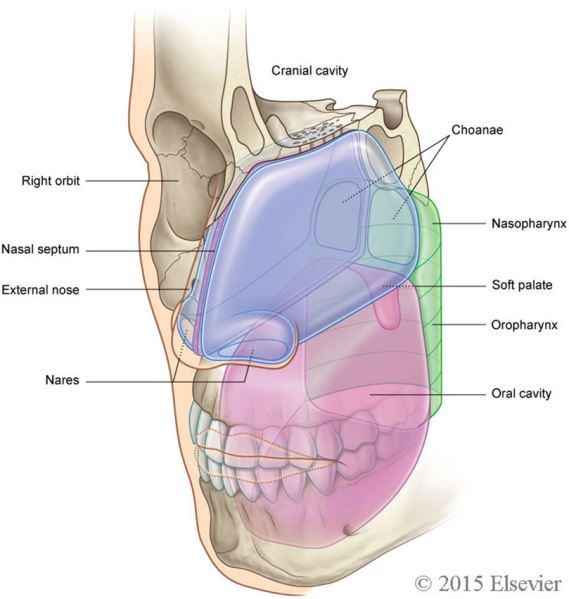 Cranial cavity
Choanae
Right orbit
Nasopharynx
Nasal septum
External nose
Soft palate
Oropharynx
Nares
Oral cavity
© 2015 Elsevier